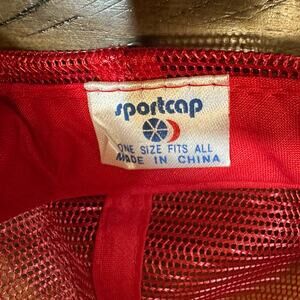 sportcap
ONE SIZE FITS ALL
MADE IN CHINA